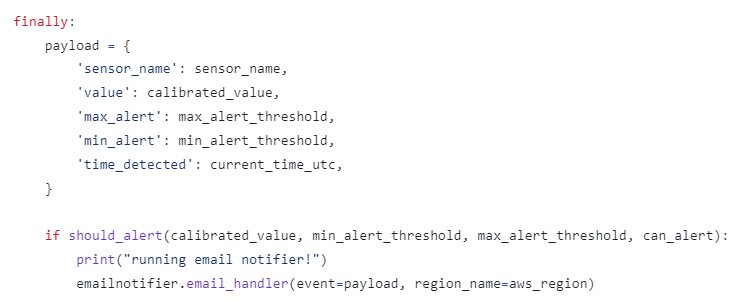 finally:
    payload = {
        'sensor_name': sensor_name,
        'value': calibrated_value,
        'max_alert': max_alert_threshold,
        'min_alert': min_alert_threshold,
        'time_detected': current_time_utc,
    }

    if should_alert(calibrated_value, min_alert_threshold, max_alert_threshold, can_alert):
        print("running email notifier!")
        emailnotifier.email_handler(event=payload, region_name=aws_region)